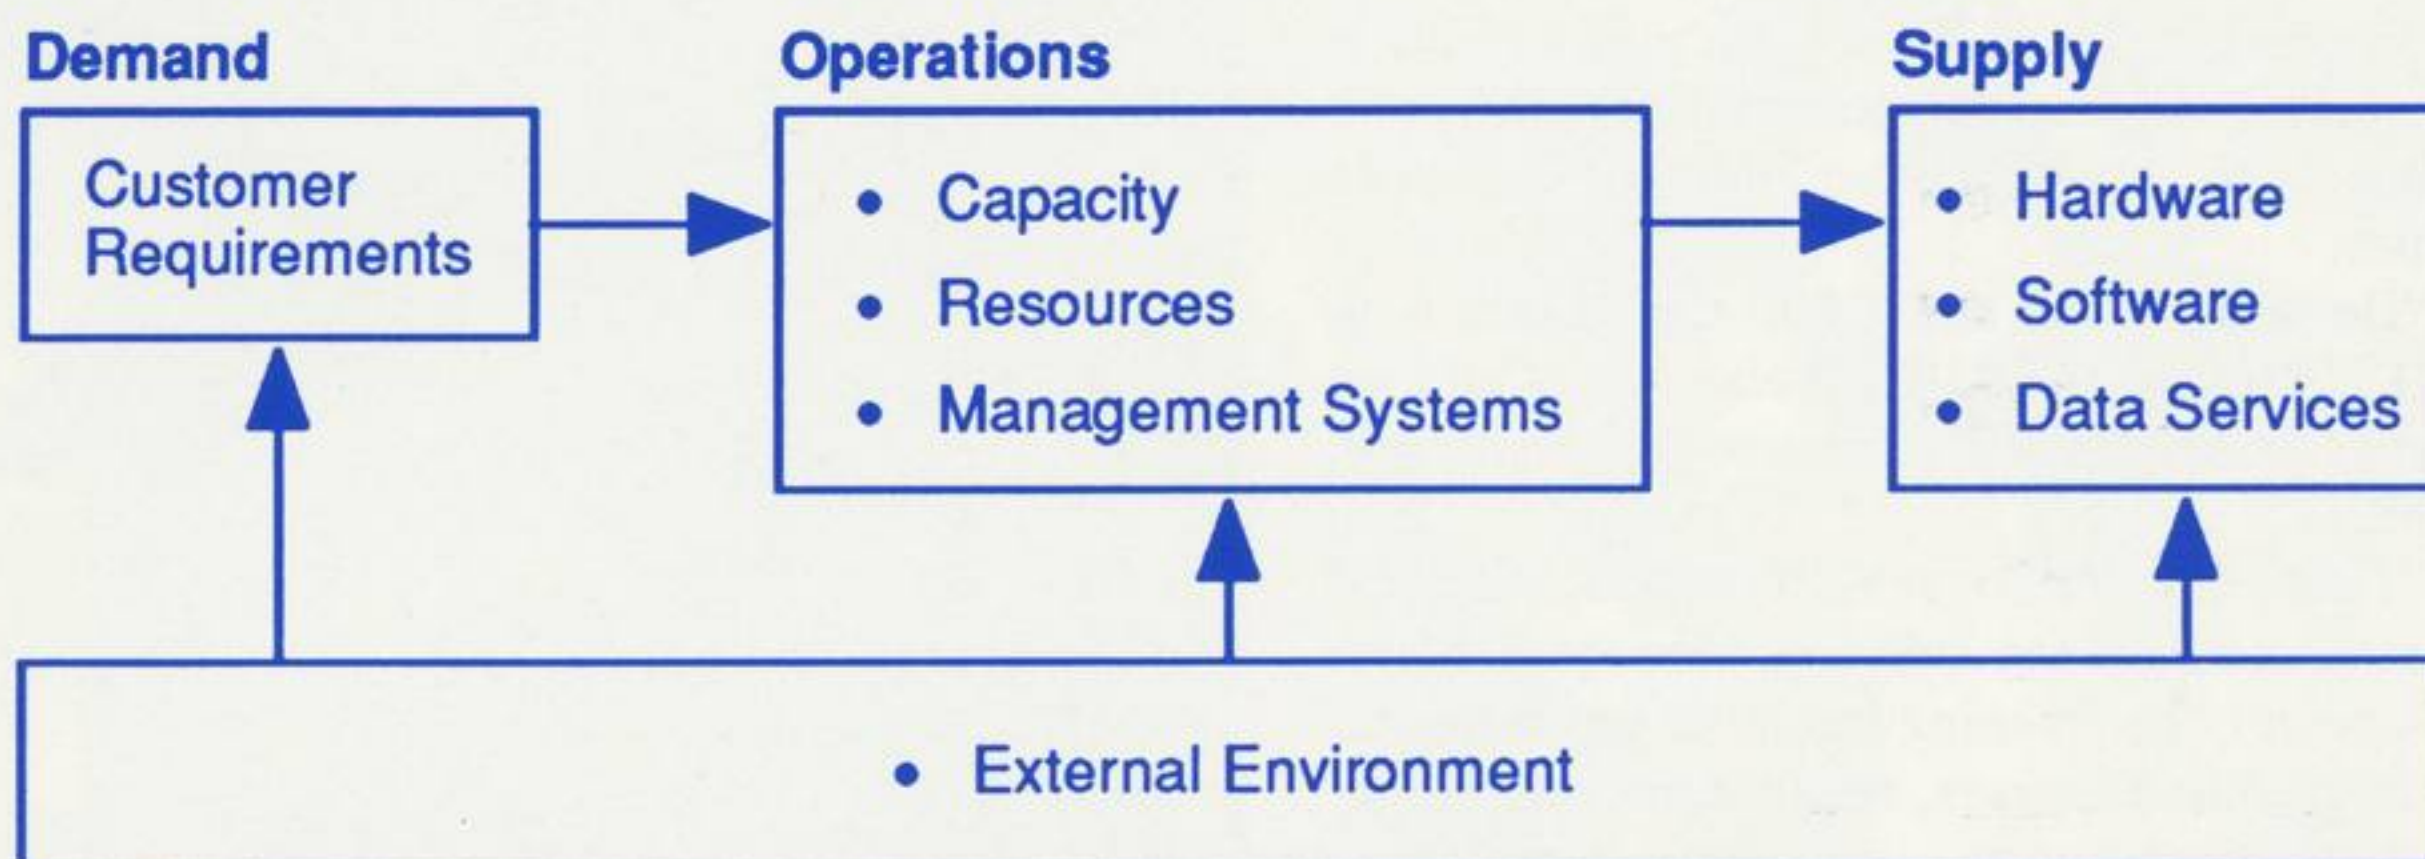 Demand
Customer
Requirements
Operations
• Capacity
• Resources
• Management Systems
Supply
• Hardware
• Software
• Data Services
• External Environment